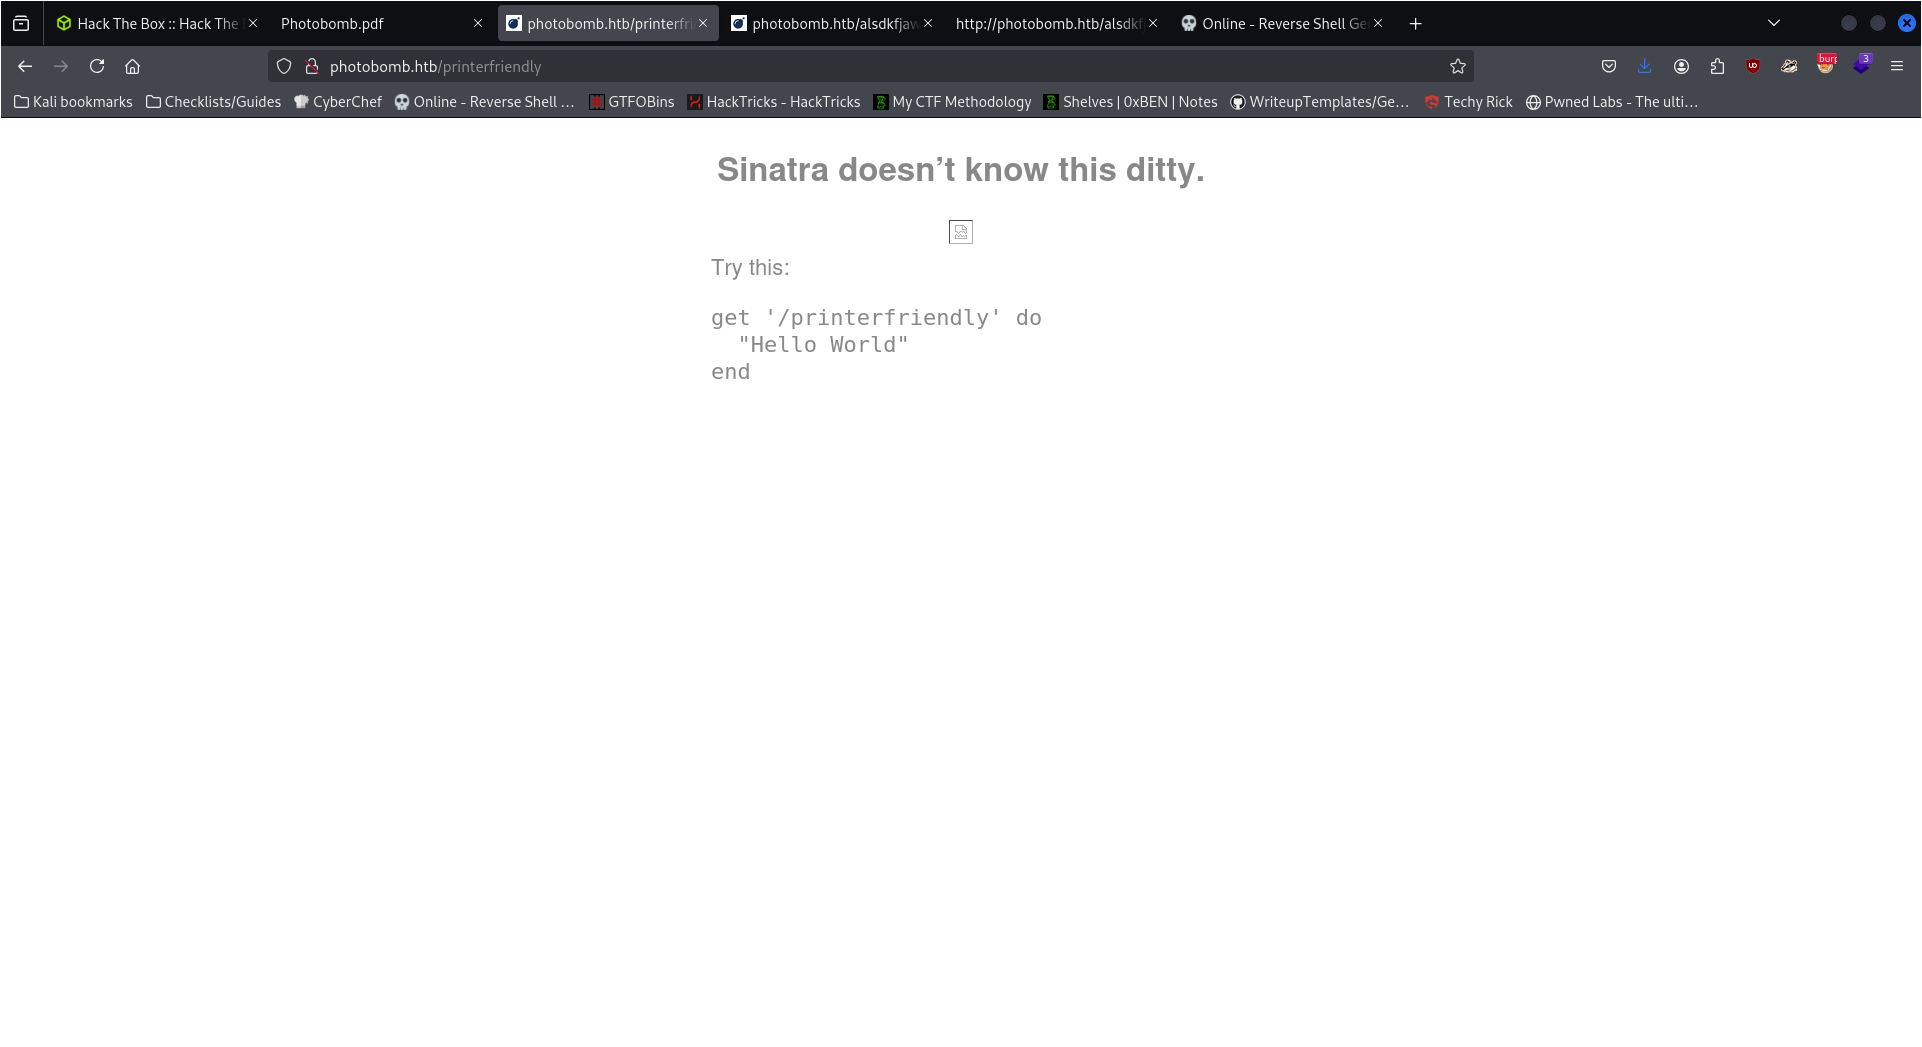 Hack The Box :: Hack The
Photobomb.pdf
photobomb.htb/printerfri
photobomb.htb/alsdkfjaw
http://photobomb.htb/alsdkfj
Online - Reverse Shell Ge
photobomb.htb/printerfriendly
burp
3
Kali bookmarks
Checklists/Guides
CyberChef
Online - Reverse Shell …
GTFOBins
HackTricks - HackTricks
My CTF Methodology
Shelves | 0xBEN | Notes
WriteupTemplates/Ge…
Techy Rick
Pwned Labs - The ulti…
Sinatra doesn’t know this ditty.
Try this:
get '/printerfriendly' do
  "Hello World"
end